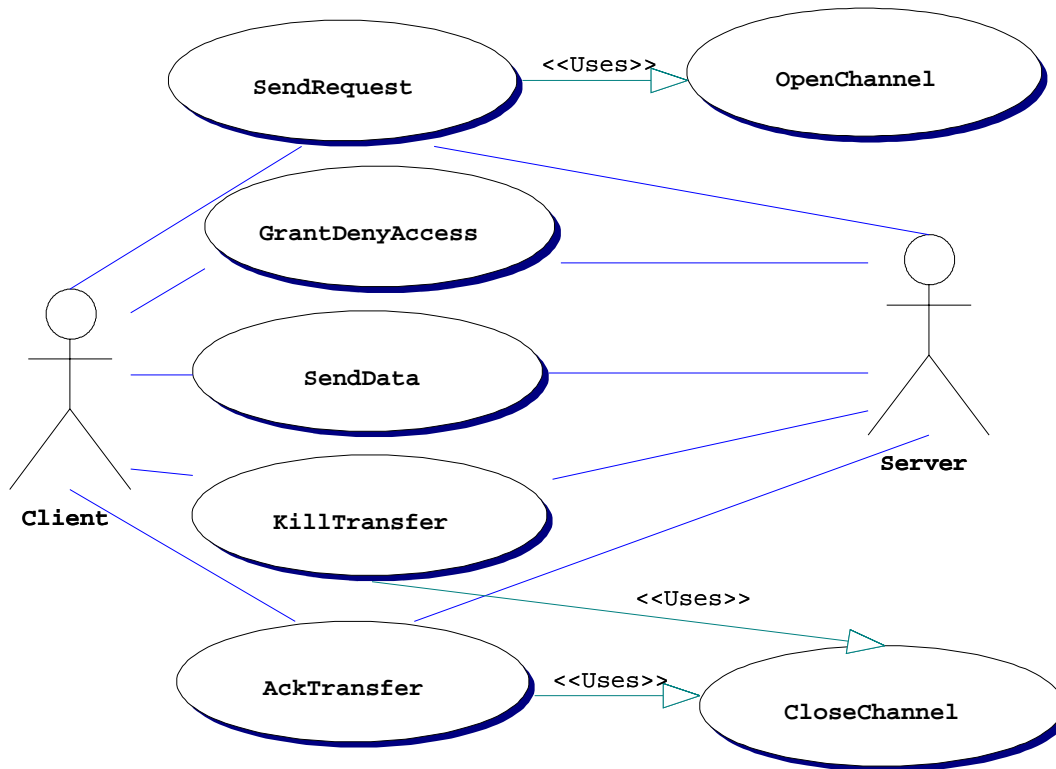 <<Uses>>
SendRequest
OpenChannel
GrantDenyAccess
SendData
Server
Client
KillTransfer
<<Uses>>
<<Uses>>
AckTransfer
CloseChannel